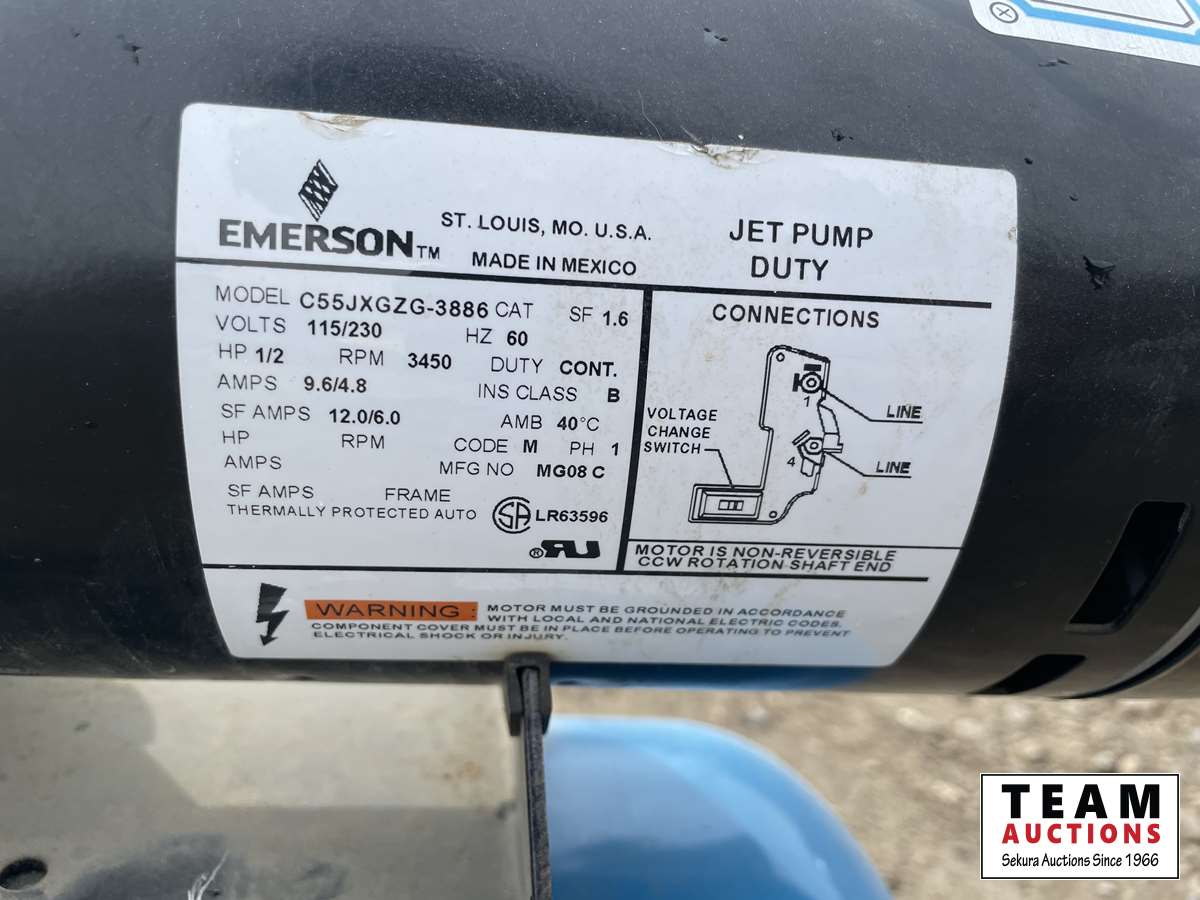 EMERSON™
ST. LOUIS, MO. U.S.A.
MADE IN MEXICO
JET PUMP
DUTY
MODEL C55JXGZG-3886 CAT SF 1.6
VOLTS 115/230 HZ 60
HP 1/2 RPM 3450 DUTY CONT.
AMPS 9.6/4.8 INS CLASS B
SF AMPS 12.0/6.0 AMB 40°C
HP RPM CODE M PH 1
AMPS MFG NO MG08 C
SF AMPS FRAME
THERMALLY PROTECTED AUTO SA LR63596
® RU
CONNECTIONS
1
LINE
VOLTAGE
CHANGE
SWITCH
4
LINE
MOTOR IS NON-REVERSIBLE
CCW ROTATION SHAFT END
WARNING: MOTOR MUST BE GROUNDED IN ACCORDANCE
WITH LOCAL AND NATIONAL ELECTRIC CODES.
COMPONENT COVER MUST BE IN PLACE BEFORE OPERATING TO PREVENT
ELECTRICAL SHOCK OR INJURY.
TEAM
AUCTIONS
Sekura Auctions Since 1966